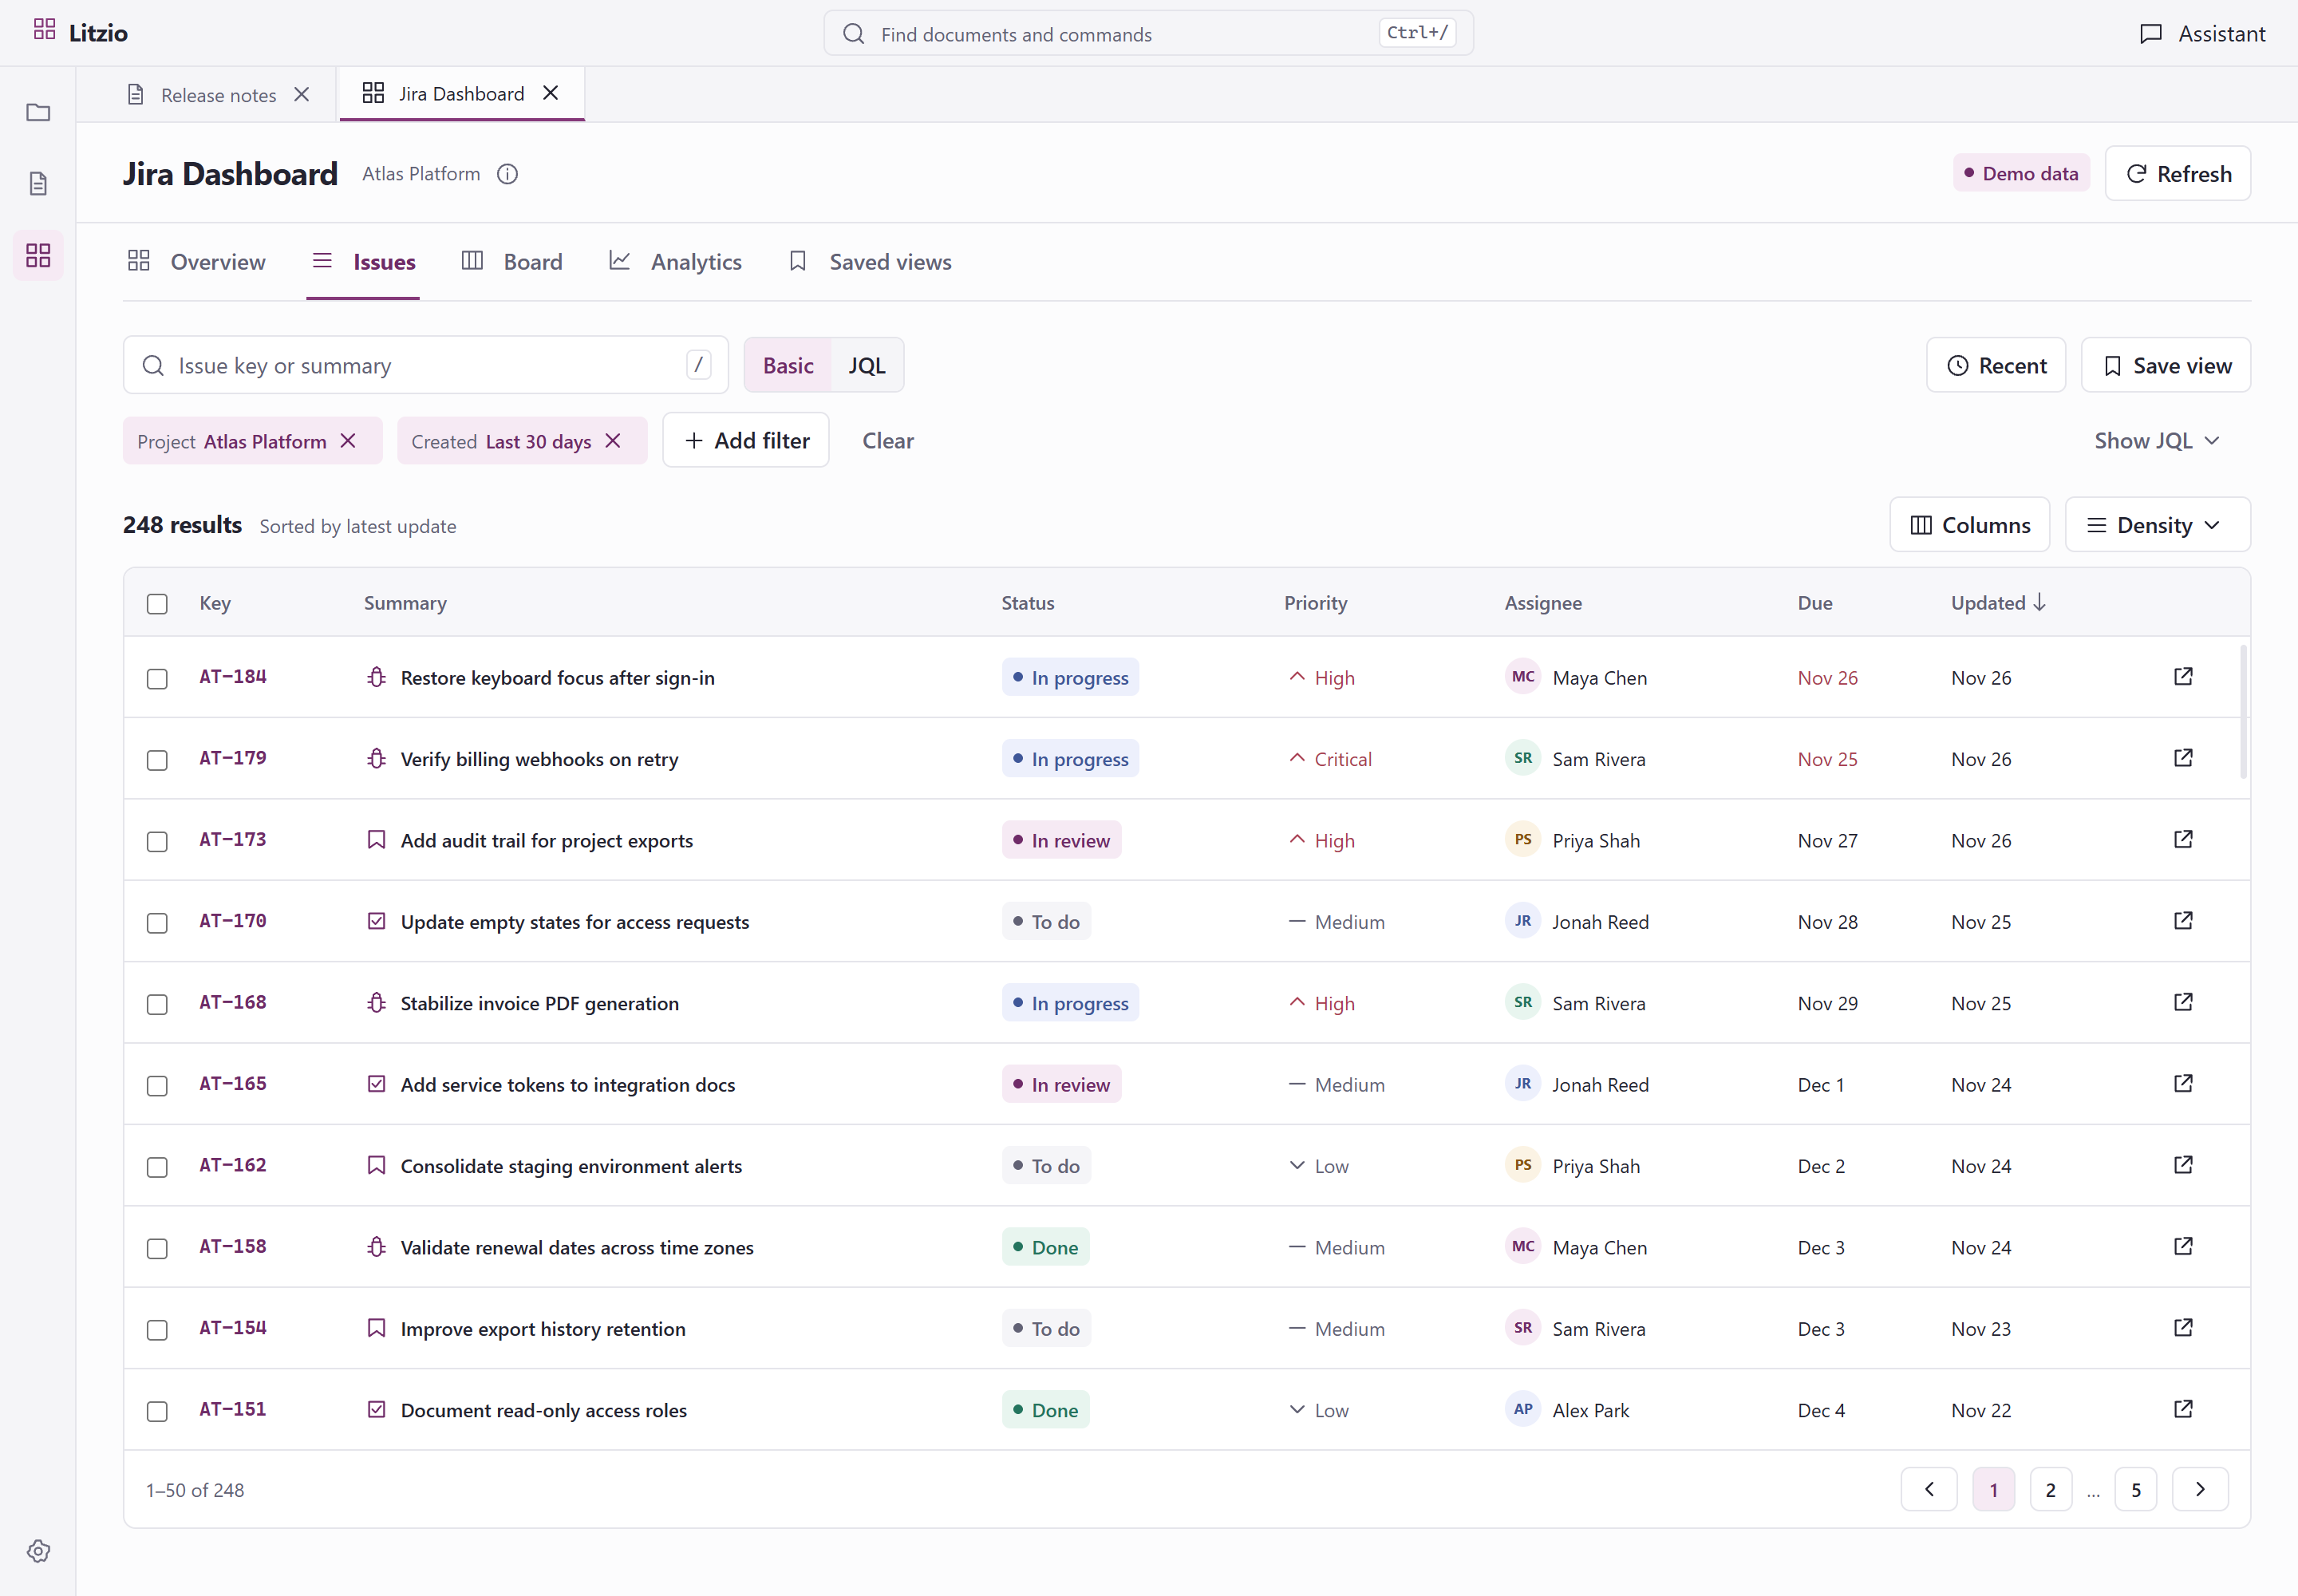 Litzio
Find documents and commands Ctrl+/
Assistant
Release notes
Jira Dashboard
Jira Dashboard Atlas Platform
Demo data
Refresh
Overview Issues Board Analytics Saved views
Issue key or summary /
Basic JQL
Recent
Save view
Project Atlas Platform
Created Last 30 days
Add filter
Clear
Show JQL
248 results Sorted by latest update
Columns
Density
Key Summary Status Priority Assignee Due Updated
AT-184 Restore keyboard focus after sign-in In progress High MC Maya Chen Nov 26 Nov 26
AT-179 Verify billing webhooks on retry In progress Critical SR Sam Rivera Nov 25 Nov 26
AT-173 Add audit trail for project exports In review High PS Priya Shah Nov 27 Nov 26
AT-170 Update empty states for access requests To do Medium JR Jonah Reed Nov 28 Nov 25
AT-168 Stabilize invoice PDF generation In progress High SR Sam Rivera Nov 29 Nov 25
AT-165 Add service tokens to integration docs In review Medium JR Jonah Reed Dec 1 Nov 24
AT-162 Consolidate staging environment alerts To do Low PS Priya Shah Dec 2 Nov 24
AT-158 Validate renewal dates across time zones Done Medium MC Maya Chen Dec 3 Nov 24
AT-154 Improve export history retention To do Medium SR Sam Rivera Dec 3 Nov 23
AT-151 Document read-only access roles Done Low AP Alex Park Dec 4 Nov 22
1–50 of 248
1 2 ... 5